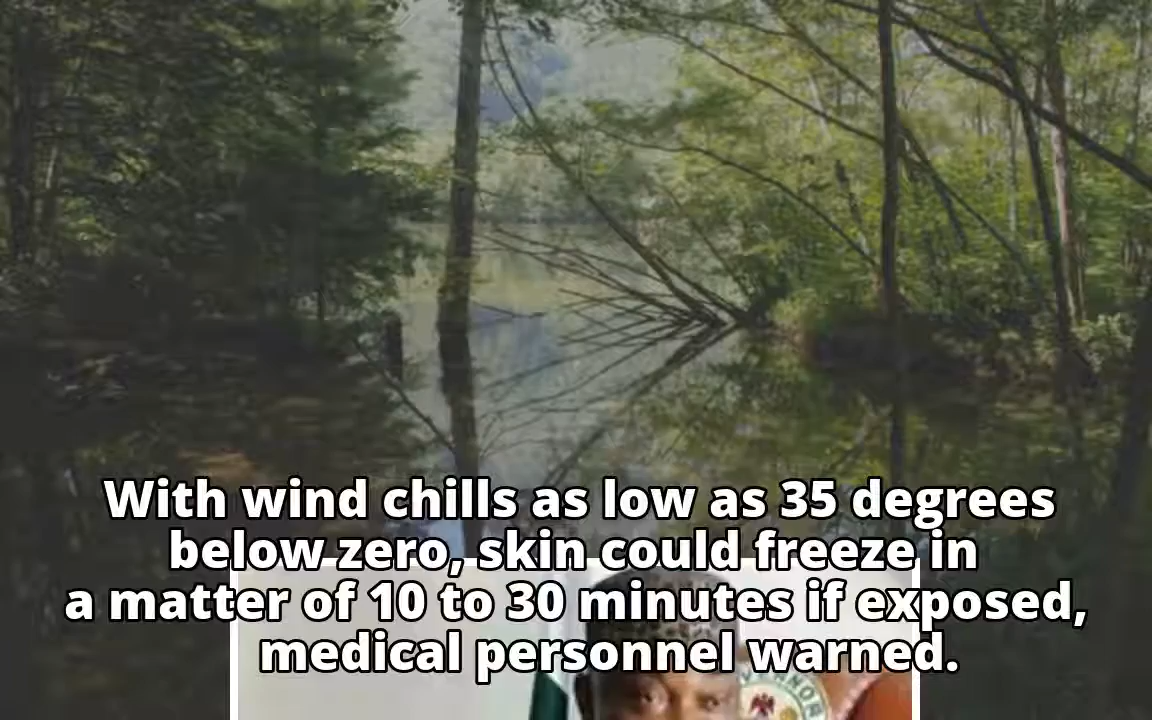 With wind chills as low as 35 degrees
below zero, skin could freeze in
a matter of 10 to 30 minutes if exposed,
medical personnel warned.